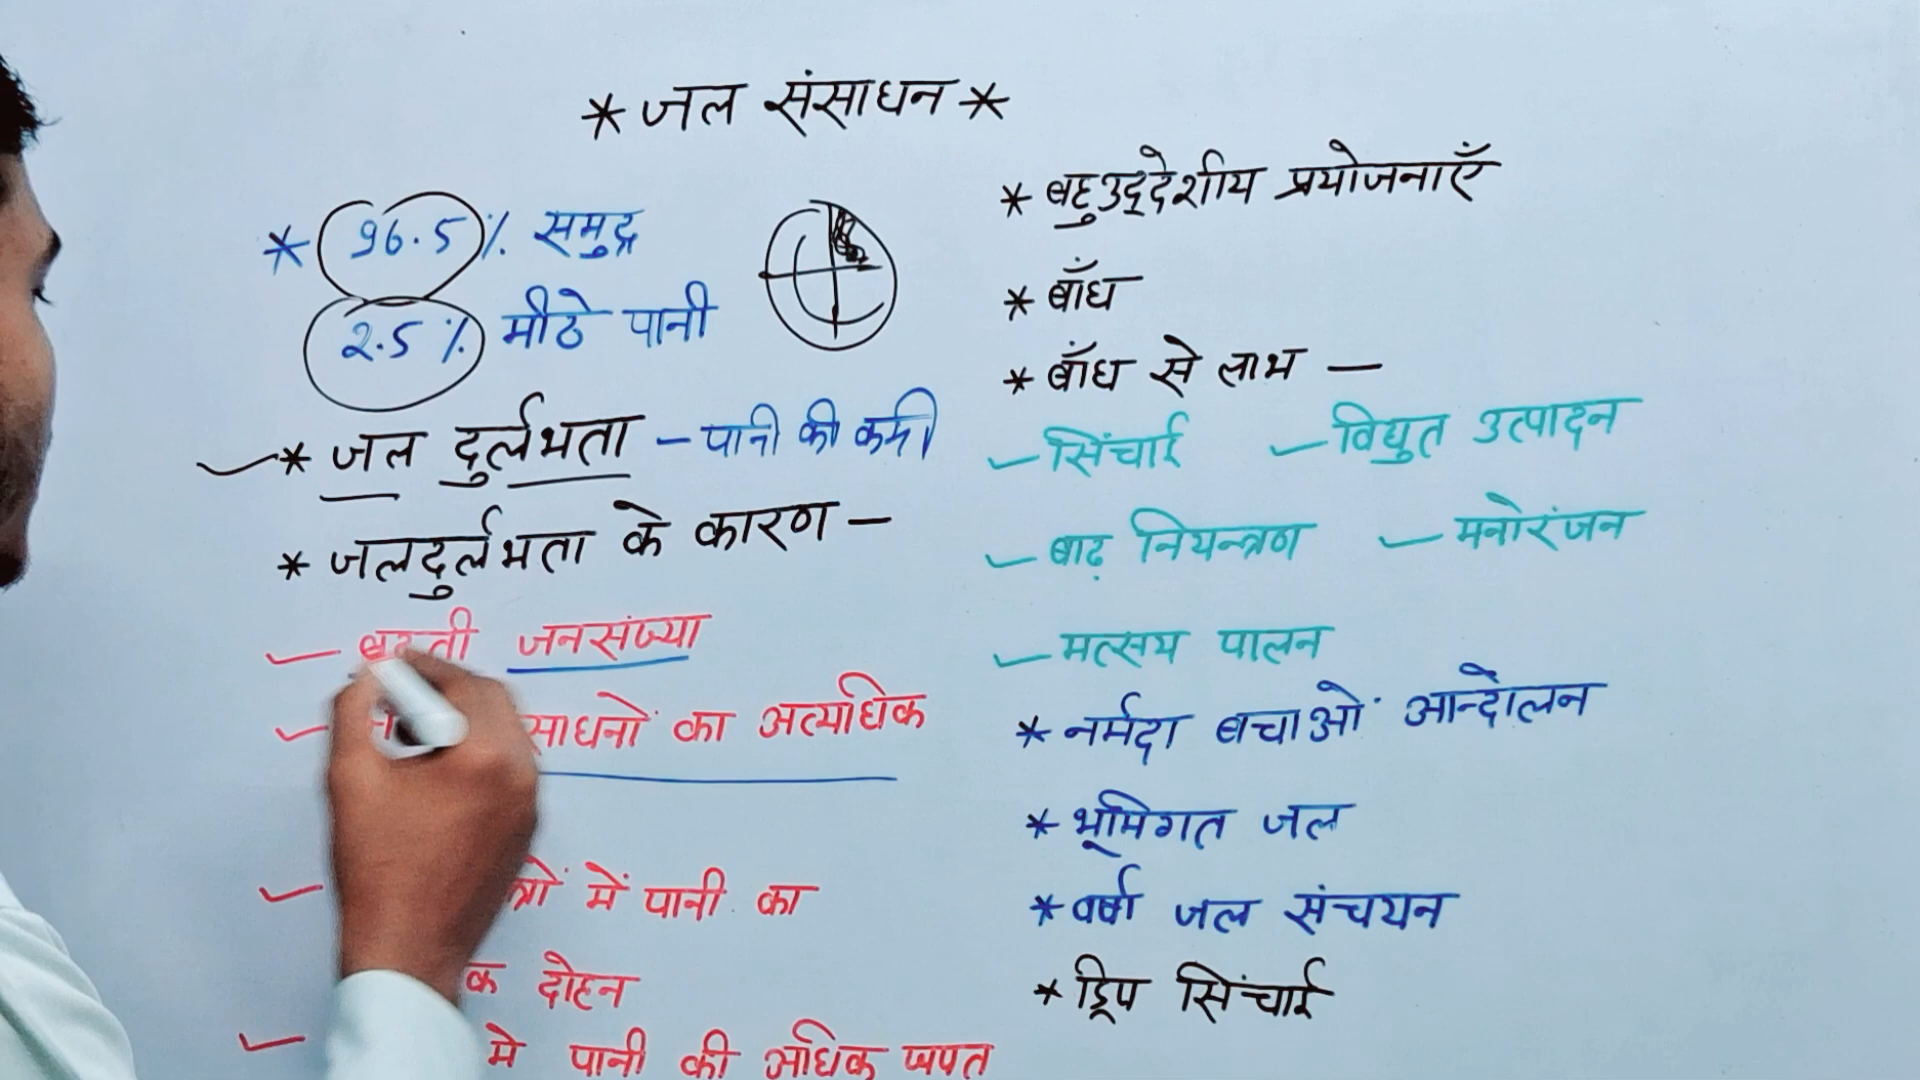 * जल संसाधन *
* 96.5% समुद्र
2.5% मीठे पानी
* जल दुर्लभता - पानी की कमी
* जलदुर्लभता के कारण -
जनसंख्या
साधनों का अत्यधिक
में पानी का
दोहन
मे पानी की अधिक खपत
* बहुउद्देशीय प्रयोजनाएँ
* बाँध
* बाँध से लाभ -
सिंचाई विद्युत उत्पादन
बाढ़ नियन्त्रण मनोरंजन
मत्सय पालन
* नर्मदा बचाओं आन्दोलन
* भूमिगत जल
* वर्षा जल संचयन
* ड्रिप सिंचाई